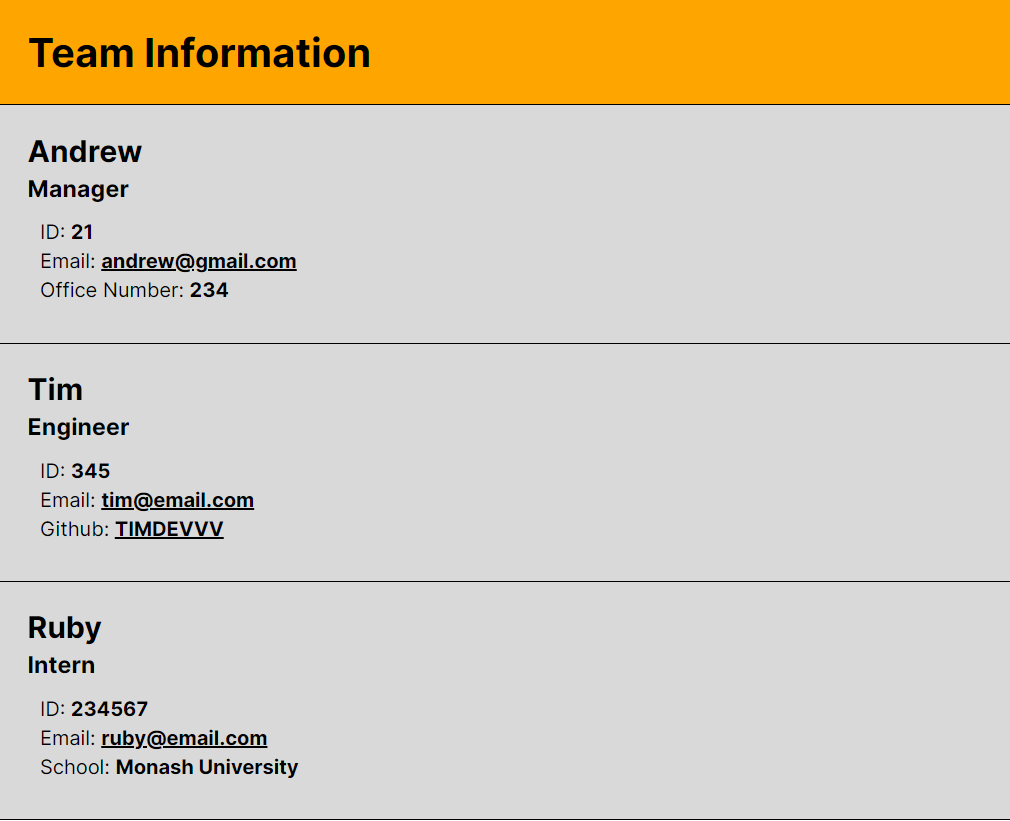 Team Information
Andrew
Manager
ID: 21
Email: andrew@gmail.com
Office Number: 234
Tim
Engineer
ID: 345
Email: tim@email.com
Github: TIMDEVVV
Ruby
Intern
ID: 234567
Email: ruby@email.com
School: Monash University